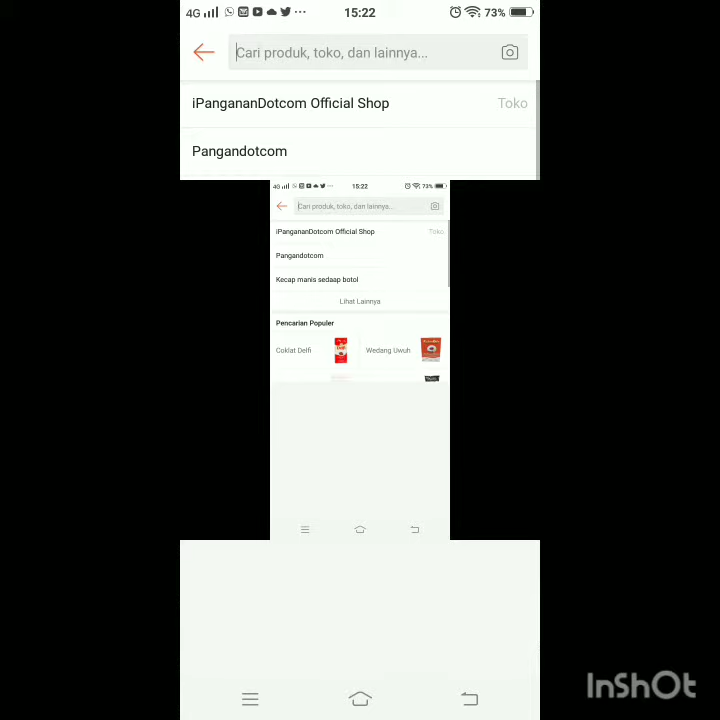 4G 15:22 73%
Cari produk, toko, dan lainnya...
iPangananDotcom Official Shop Toko
Pangandotcom
4G 15:22 73%
Cari produk, toko, dan lainnya...
iPangananDotcom Official Shop Toko
Pangandotcom
Kecap manis sedaap botol
Lihat Lainnya
Pencarian Populer
Coklat Delfi Wedang Uwuh
InShOt